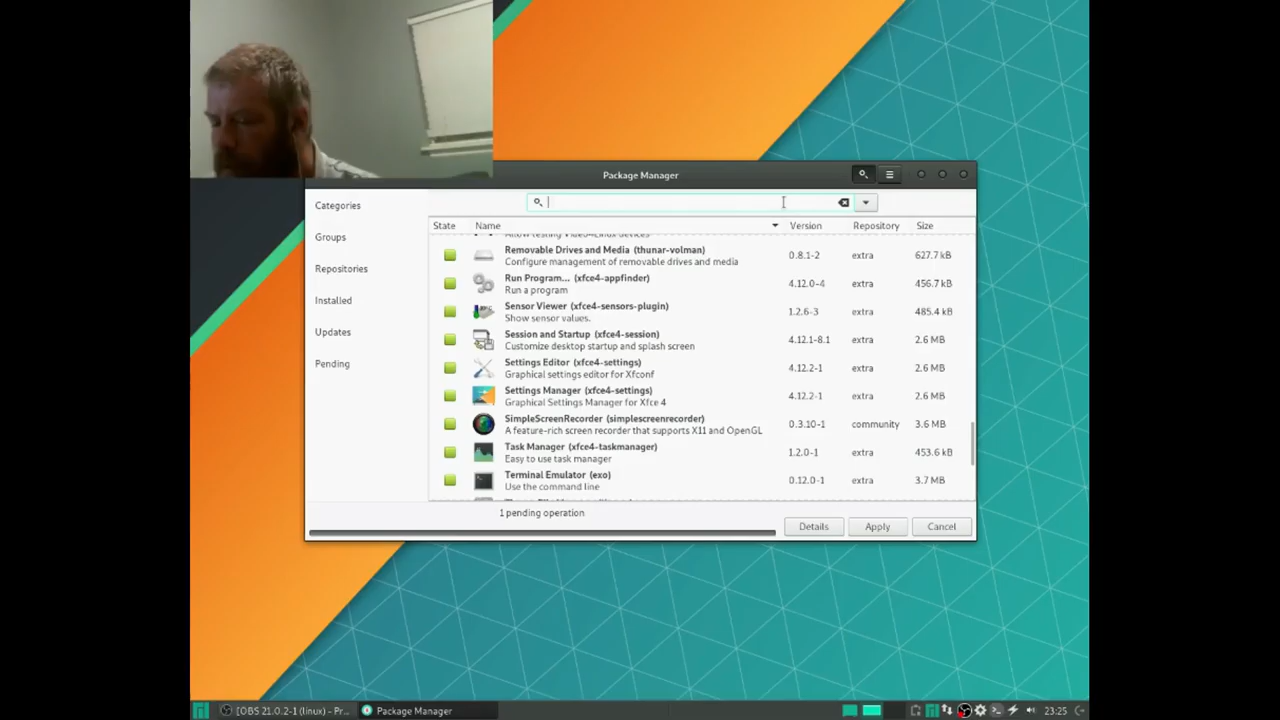 Package Manager
Categories
Groups
Repositories
Installed
Updates
Pending
State Name Version Repository Size
Removable Drives and Media (thunar-volman)
Configure management of removable drives and media
0.8.1-2 extra 627.7 kB
Run Program... (xfce4-appfinder)
Run a program
4.12.0-4 extra 456.7 kB
Sensor Viewer (xfce4-sensors-plugin)
Show sensor values.
1.2.6-3 extra 485.4 kB
Session and Startup (xfce4-session)
Customize desktop startup and splash screen
4.12.1-8.1 extra 2.6 MB
Settings Editor (xfce4-settings)
Graphical settings editor for Xfconf
4.12.2-1 extra 2.6 MB
Settings Manager (xfce4-settings)
Graphical Settings Manager for Xfce 4
4.12.2-1 extra 2.6 MB
SimpleScreenRecorder (simplescreenrecorder)
A feature-rich screen recorder that supports X11 and OpenGL
0.3.10-1 community 3.6 MB
Task Manager (xfce4-taskmanager)
Easy to use task manager
1.2.0-1 extra 453.6 kB
Terminal Emulator (exo)
Use the command line
0.12.0-1 extra 3.7 MB
1 pending operation
Details Apply Cancel
[OBS 21.0.2-1 (linux) - Pr... Package Manager 23:25